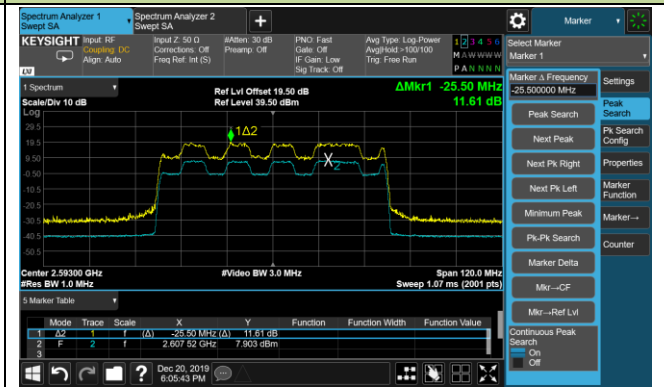 Spectrum Analyzer 1
Swept SA
Spectrum Analyzer 2
Swept SA
Marker
KEYSIGHT
Input: RF
Coupling: DC
Align: Auto
Input Z: 50 Ω
Corrections: Off
Freq Ref: Int (S)
#Atten: 30 dB
Preamp: Off
PNO: Fast
Gate: Off
IF Gain: Low
Sig Track: Off
Avg Type: Log-Power
Avg|Hold:>100/100
Trig: Free Run
1 2 3 4 5 6
M A W W W W
P A N N N N
LXI
Select Marker
Marker 1
1 Spectrum
Scale/Div 10 dB
Ref Lvl Offset 19.50 dB
Ref Level 39.50 dBm
ΔMkr1 -25.50 MHz
11.61 dB
Log
29.5
19.5
9.50
-0.50
-10.5
-20.5
-30.5
-40.5
-50.5
1Δ2
X2
Center 2.59300 GHz
#Res BW 1.0 MHz
#Video BW 3.0 MHz
Span 120.0 MHz
Sweep 1.07 ms (2001 pts)
5 Marker Table
Mode Trace Scale X Y Function Function Width Function Value
1 Δ2 1 f (Δ) -25.50 MHz (Δ) 11.61 dB
2 F 2 f 2.607 52 GHz 7.903 dBm
3
Dec 20, 2019
6:05:43 PM
Marker Δ Frequency
-25.500000 MHz
Peak Search
Next Peak
Next Pk Right
Next Pk Left
Minimum Peak
Pk-Pk Search
Marker Delta
Mkr→CF
Mkr→Ref Lvl
Continuous Peak
Search
On
Off
Settings
Peak
Search
Pk Search
Config
Properties
Marker
Function
Marker→
Counter